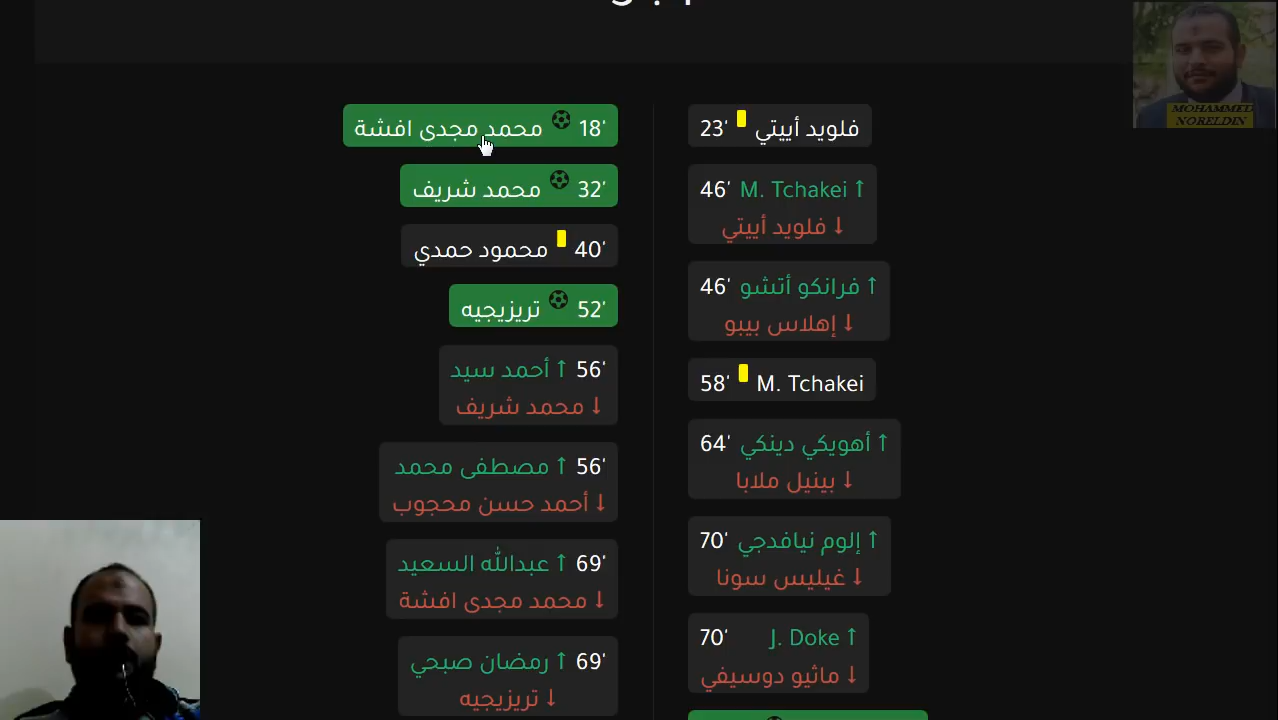 MOHAMMED
NORELDIN
18' محمد مجدى افشة
32' محمد شريف
40' محمود حمدي
52' تريزيجيه
56' ↑ أحمد سيد
↓ محمد شريف
56' ↑ مصطفى محمد
↓ أحمد حسن محجوب
69' ↑ عبدالله السعيد
↓ محمد مجدى افشة
69' ↑ رمضان صبحي
↓ تريزيجيه
23' فلويد أييتي
46' M. Tchakei ↑
↓ فلويد أييتي
46' ↑ فرانكو أتشو
↓ إهلاس بيبو
58' M. Tchakei
64' ↑ أهويكي دينكي
↓ بينيل ملابا
70' ↑ إلوم نيافدجي
↓ غيليس سونا
70' J. Doke ↑
↓ ماثيو دوسيفي